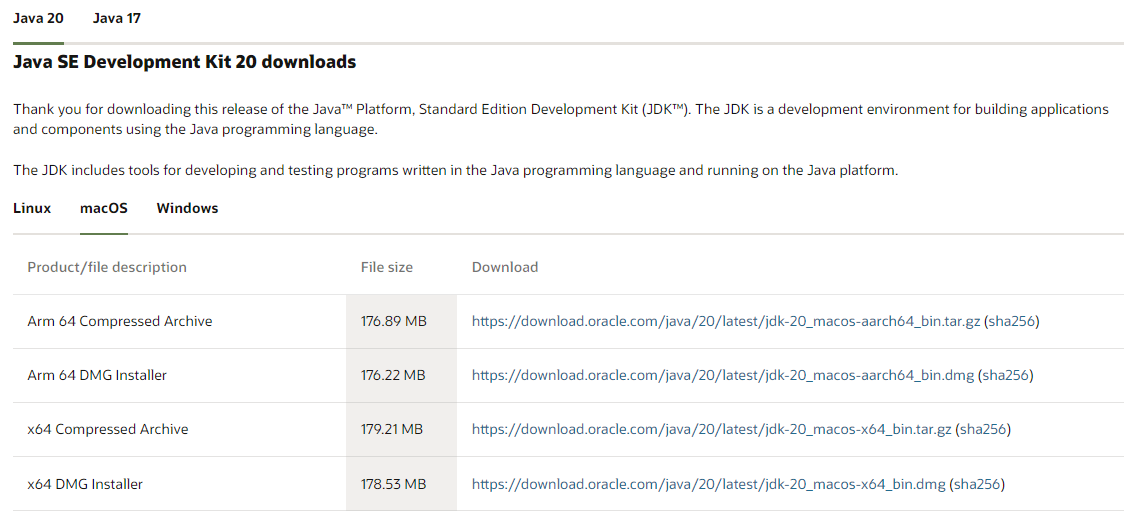 Java 20 Java 17
Java SE Development Kit 20 downloads
Thank you for downloading this release of the Java™ Platform, Standard Edition Development Kit (JDK™). The JDK is a development environment for building applications
and components using the Java programming language.
The JDK includes tools for developing and testing programs written in the Java programming language and running on the Java platform.
Linux macOS Windows
Product/file description File size Download
Arm 64 Compressed Archive 176.89 MB https://download.oracle.com/java/20/latest/jdk-20_macos-aarch64_bin.tar.gz (sha256)
Arm 64 DMG Installer 176.22 MB https://download.oracle.com/java/20/latest/jdk-20_macos-aarch64_bin.dmg (sha256)
x64 Compressed Archive 179.21 MB https://download.oracle.com/java/20/latest/jdk-20_macos-x64_bin.tar.gz (sha256)
x64 DMG Installer 178.53 MB https://download.oracle.com/java/20/latest/jdk-20_macos-x64_bin.dmg (sha256)